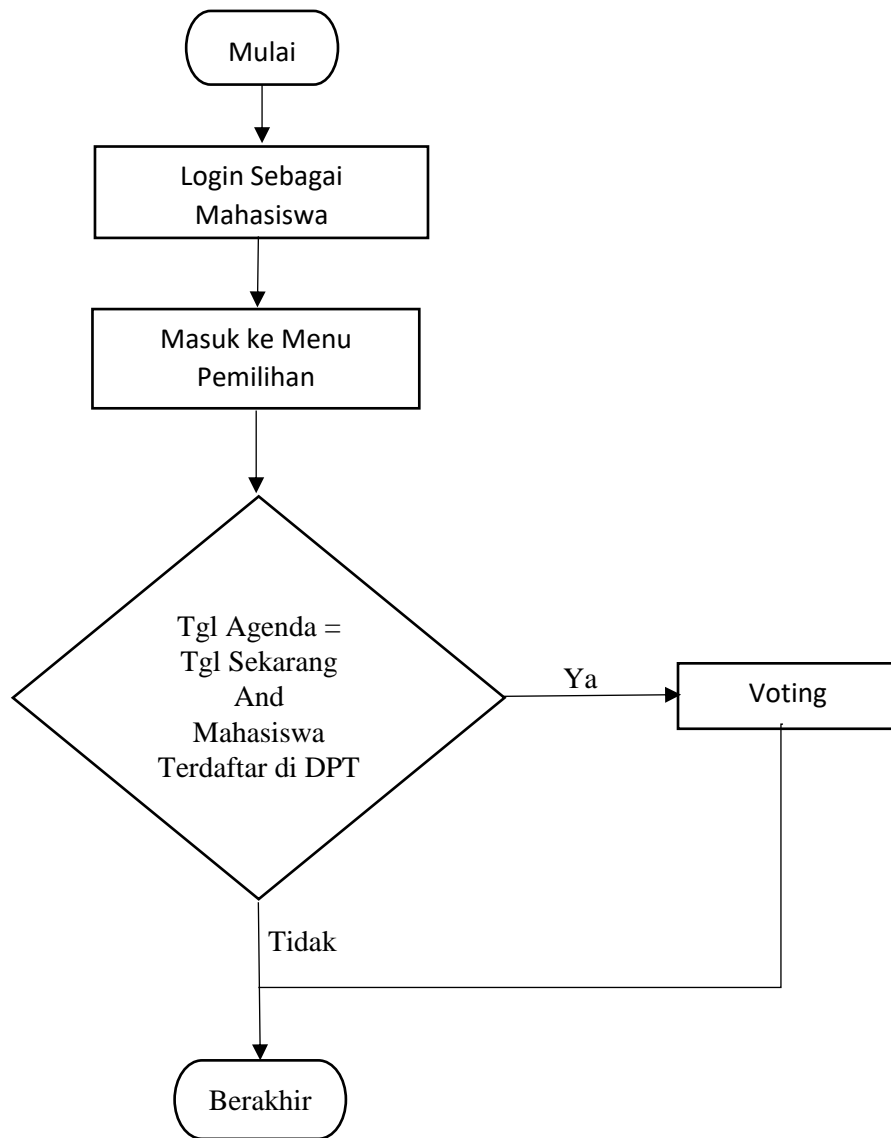 Mulai
Login Sebagai
Mahasiswa
Masuk ke Menu
Pemilihan
Tgl Agenda =
Tgl Sekarang
And
Mahasiswa
Terdaftar di DPT
Ya
Voting
Tidak
Berakhir